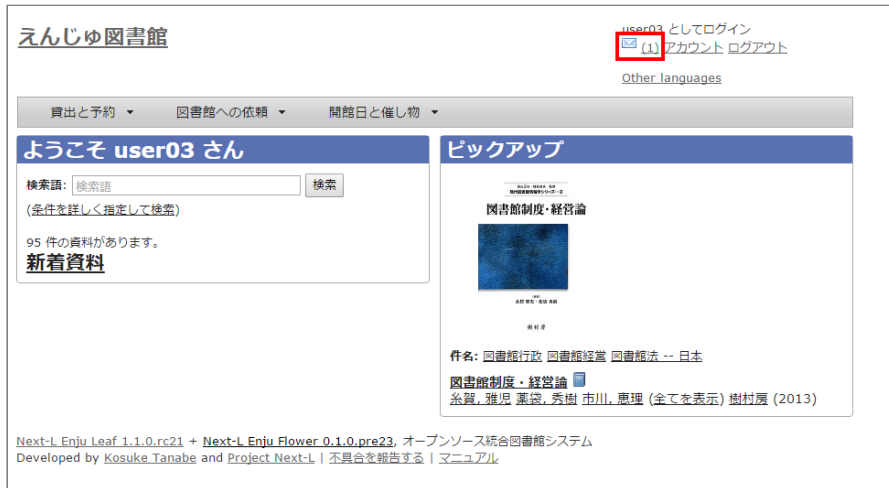 えんじゅ図書館
user03 としてログイン
(1) アカウント ログアウト
Other languages
貸出と予約 ▼ 図書館への依頼 ▼ 開館日と催し物 ▼
ようこそ user03 さん
検索語: 検索語 検索
(条件を詳しく指定して検索)
95 件の資料があります。
新着資料
ピックアップ
図書館制度・経営論
樹村房
件名: 図書館行政 図書館経営 図書館法 -- 日本
図書館制度・経営論
糸賀, 雅児 薬袋, 秀樹 市川, 恵理 (全てを表示) 樹村房 (2013)
Next-L Enju Leaf 1.1.0.rc21 + Next-L Enju Flower 0.1.0.pre23, オープンソース統合図書館システム
Developed by Kosuke Tanabe and Project Next-L | 不具合を報告する | マニュアル